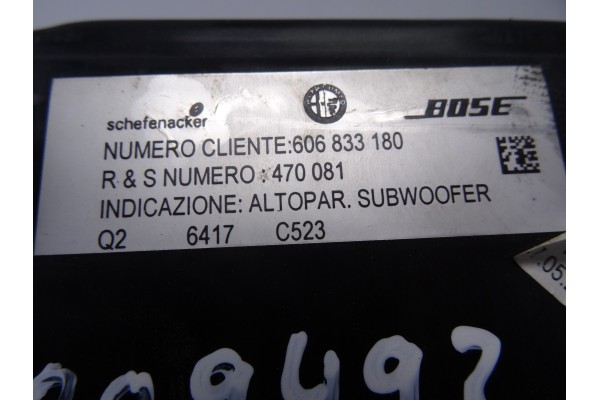 schefenacker BOSE
NUMERO CLIENTE:606 833 180
R & S NUMERO : 470 081
INDICAZIONE: ALTOPAR. SUBWOOFER
Q2 6417 C523